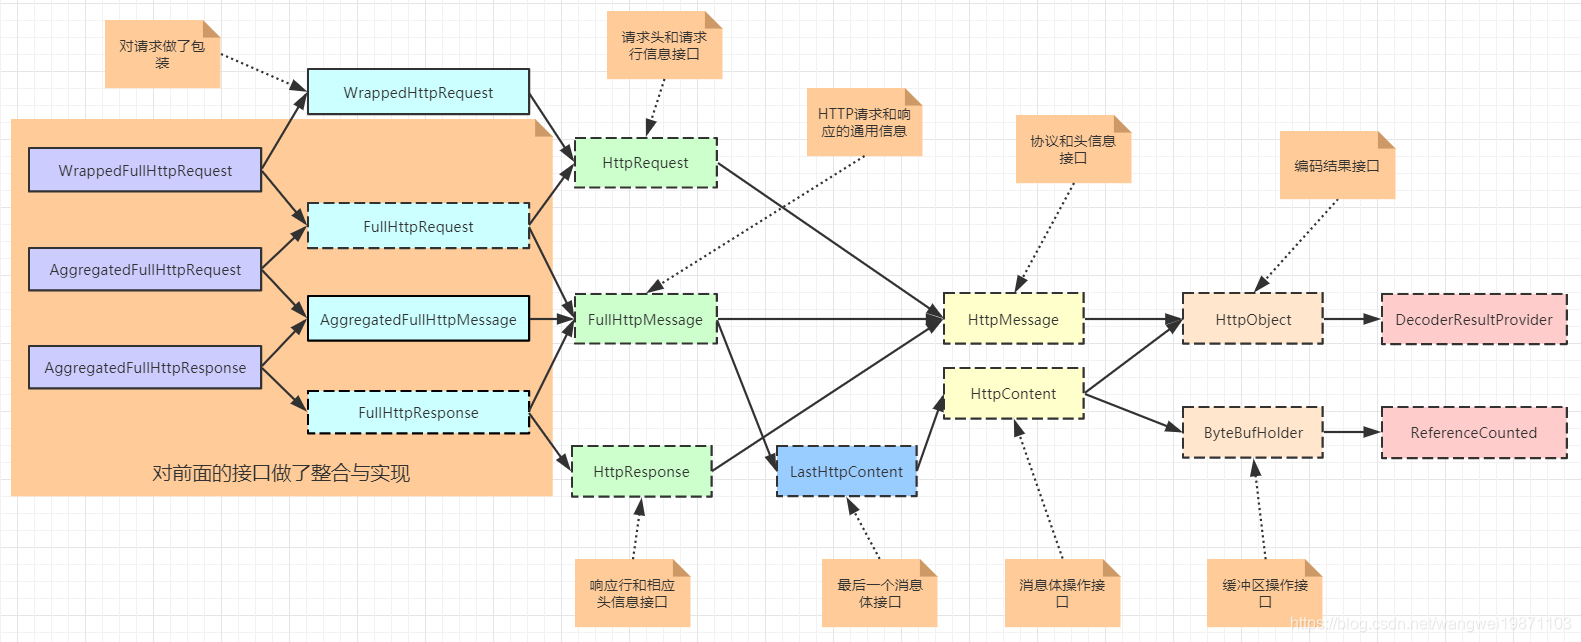 对请求做了包
装
请求头和请求
行信息接口
WrappedHttpRequest
HTTP请求和响
应的通用信息
协议和头信息
接口
编码结果接口
WrappedFullHttpRequest
HttpRequest
FullHttpRequest
AggregatedFullHttpRequest
AggregatedFullHttpMessage
FullHttpMessage
HttpMessage
HttpObject
DecoderResultProvider
AggregatedFullHttpResponse
FullHttpResponse
HttpContent
ByteBufHolder
ReferenceCounted
对前面的接口做了整合与实现
HttpResponse
LastHttpContent
响应行和相应
头信息接口
最后一个消息
体接口
消息体操作接
口
缓冲区操作接
口
https://blog.csdn.net/wangwei19871103